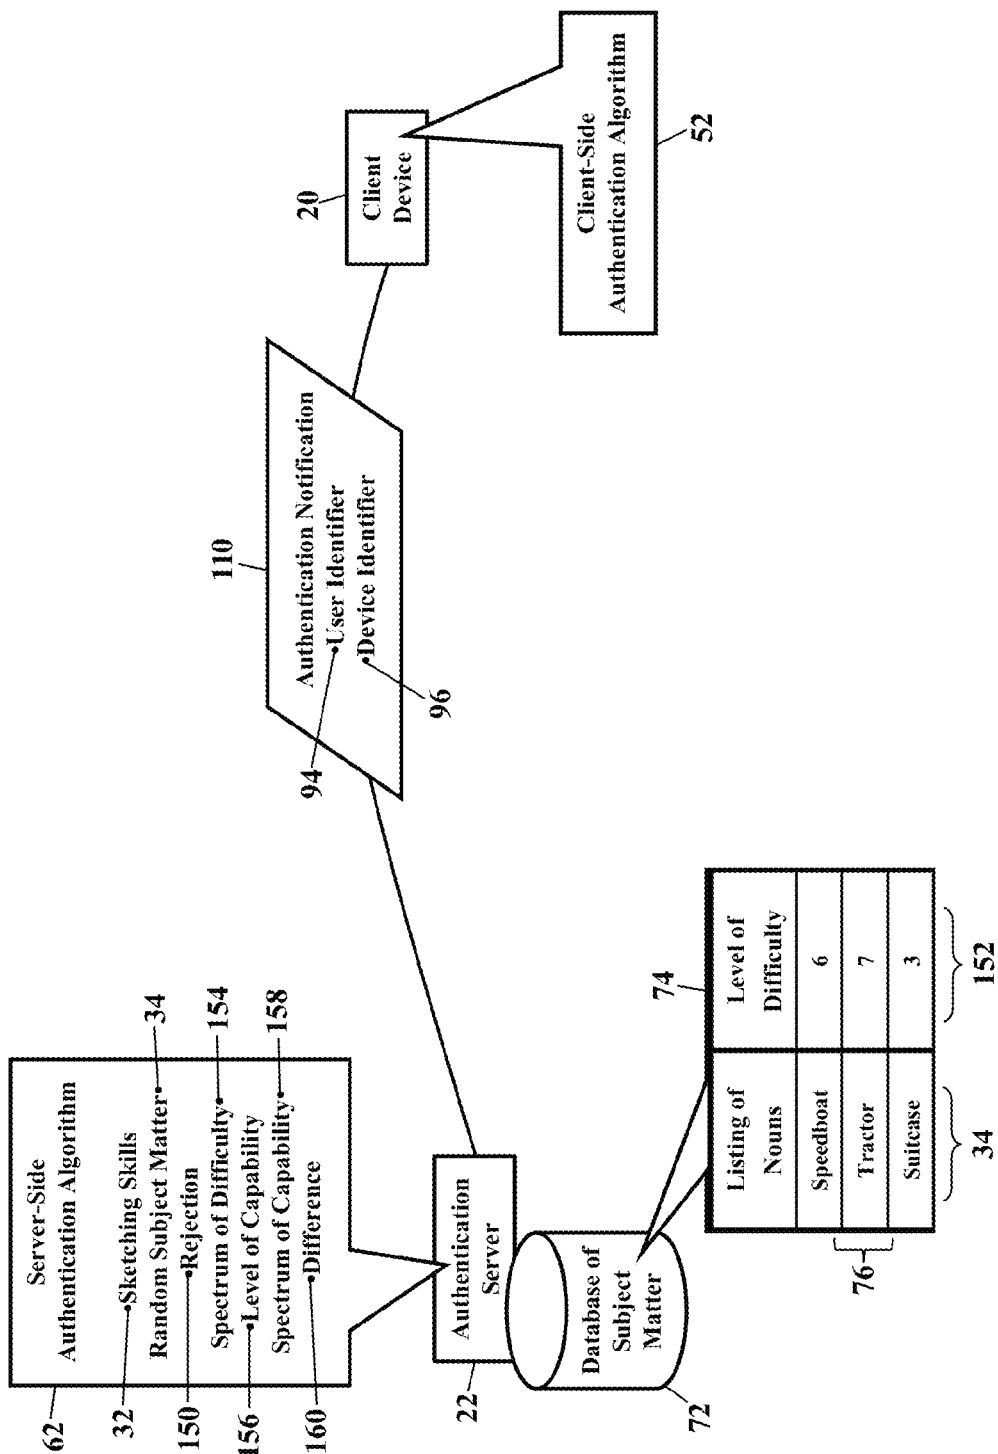 62
Server-Side
Authentication Algorithm
32
•Sketching Skills
Random Subject Matter•
34
150
•Rejection
Spectrum of Difficulty•
154
156
•Level of Capability
Spectrum of Capability•
158
160
•Difference
22
Authentication
Server
72
Database of
Subject
Matter
74
Listing of
Nouns
Level of
Difficulty
Speedboat
6
76
Tractor
7
Suitcase
3
34
152
110
Authentication Notification
94
•User Identifier
•Device Identifier
96
20
Client
Device
Client-Side
Authentication Algorithm
52